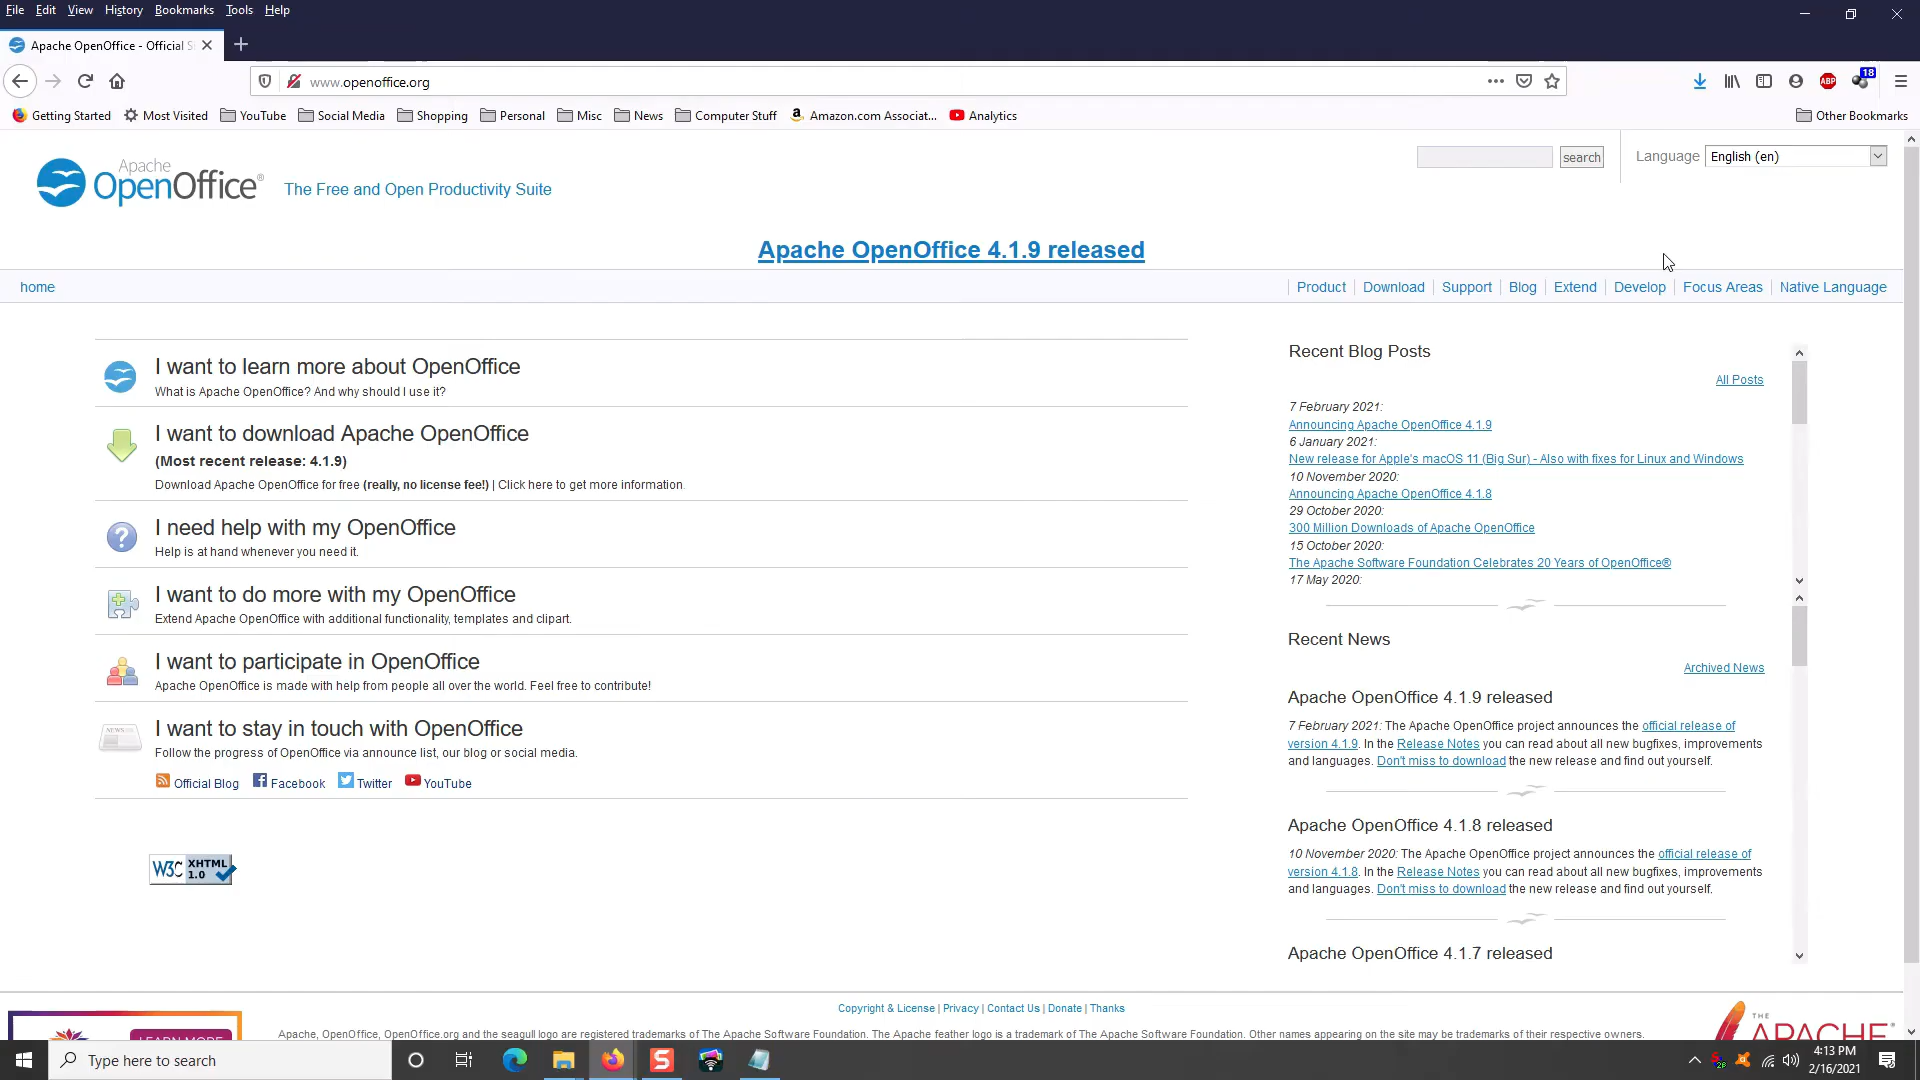 File Edit View History Bookmarks Tools Help
Apache OpenOffice - Official S
www.openoffice.org
18
ABP
Getting Started Most Visited YouTube Social Media Shopping Personal Misc News Computer Stuff Amazon.com Associat... Analytics Other Bookmarks
Apache
OpenOffice
The Free and Open Productivity Suite
search
Language English (en)
Apache OpenOffice 4.1.9 released
home
Product Download Support Blog Extend Develop Focus Areas Native Language
I want to learn more about OpenOffice
What is Apache OpenOffice? And why should I use it?
I want to download Apache OpenOffice
(Most recent release: 4.1.9)
Download Apache OpenOffice for free (really, no license fee!) | Click here to get more information.
I need help with my OpenOffice
Help is at hand whenever you need it.
I want to do more with my OpenOffice
Extend Apache OpenOffice with additional functionality, templates and clipart.
I want to participate in OpenOffice
Apache OpenOffice is made with help from people all over the world. Feel free to contribute!
NEWS
I want to stay in touch with OpenOffice
Follow the progress of OpenOffice via announce list, our blog or social media.
Official Blog Facebook Twitter YouTube
W3C XHTML 1.0
Recent Blog Posts
All Posts
7 February 2021:
Announcing Apache OpenOffice 4.1.9
6 January 2021:
New release for Apple's macOS 11 (Big Sur) - Also with fixes for Linux and Windows
10 November 2020:
Announcing Apache OpenOffice 4.1.8
29 October 2020:
300 Million Downloads of Apache OpenOffice
15 October 2020:
The Apache Software Foundation Celebrates 20 Years of OpenOffice®
17 May 2020:
Recent News
Archived News
Apache OpenOffice 4.1.9 released
7 February 2021: The Apache OpenOffice project announces the official release of
version 4.1.9. In the Release Notes you can read about all new bugfixes, improvements
and languages. Don't miss to download the new release and find out yourself.
Apache OpenOffice 4.1.8 released
10 November 2020: The Apache OpenOffice project announces the official release of
version 4.1.8. In the Release Notes you can read about all new bugfixes, improvements
and languages. Don't miss to download the new release and find out yourself.
Apache OpenOffice 4.1.7 released
Copyright & License | Privacy | Contact Us | Donate | Thanks
LEARN MORE
Apache, OpenOffice, OpenOffice.org and the seagull logo are registered trademarks of The Apache Software Foundation. The Apache feather logo is a trademark of The Apache Software Foundation. Other names appearing on the site may be trademarks of their respective owners.
THE
APACHE
Type here to search
4:13 PM
2/16/2021